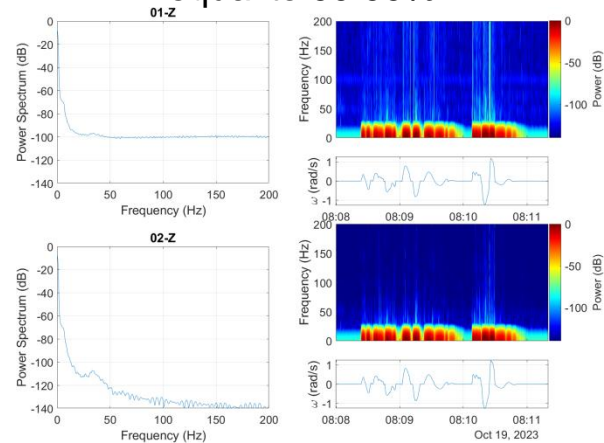 01-Z
0
-20
-40
-60
-80
-100
-120
-140
Power Spectrum (dB)
0 50 100 150 200
Frequency (Hz)
200
150
100
50
0
Frequency (Hz)
0
-50
-100
Power (dB)
1
0
-1
ω (rad/s)
08:08 08:09 08:10 08:11
02-Z
0
-20
-40
-60
-80
-100
-120
-140
Power Spectrum (dB)
0 50 100 150 200
Frequency (Hz)
200
150
100
50
0
Frequency (Hz)
0
-50
-100
Power (dB)
1
0
-1
ω (rad/s)
08:08 08:09 08:10 08:11
Oct 19, 2023